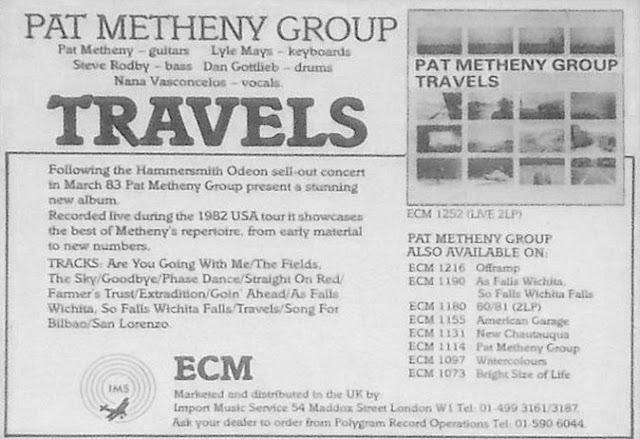 PAT METHENY GROUP
Pat Metheny – guitars Lyle Mays – keyboards
Steve Rodby – bass Dan Gottlieb – drums
Nana Vasconcelos – vocals.
TRAVELS
PAT METHENY GROUP
TRAVELS
ECM 1252 (LIVE 2LP)
Following the Hammersmith Odeon sell-out concert
in March 83 Pat Metheny Group present a stunning
new album.
Recorded live during the 1982 USA tour it showcases
the best of Metheny's repertoire, from early material
to new numbers.
TRACKS: Are You Going With Me/The Fields,
The Sky/Goodbye/Phase Dance/Straight On Red/
Farmer's Trust/Extradition/Goin' Ahead/As Falls
Wichita, So Falls Wichita Falls/Travels/Song For
Bilbao/San Lorenzo.
PAT METHENY GROUP
ALSO AVAILABLE ON:
ECM 1216 Offramp
ECM 1190 As Falls Wichita,
So Falls Wichita Falls
ECM 1180 80/81 (2LP)
ECM 1155 American Garage
ECM 1131 New Chautauqua
ECM 1114 Pat Metheny Group
ECM 1097 Watercolours
ECM 1073 Bright Size of Life
IMS
ECM
Marketed and distributed in the UK by
Import Music Service 54 Maddox Street London W1 Tel: 01-499 3161/3187.
Ask your dealer to order from Polygram Record Operations Tel: 01-590 6044.